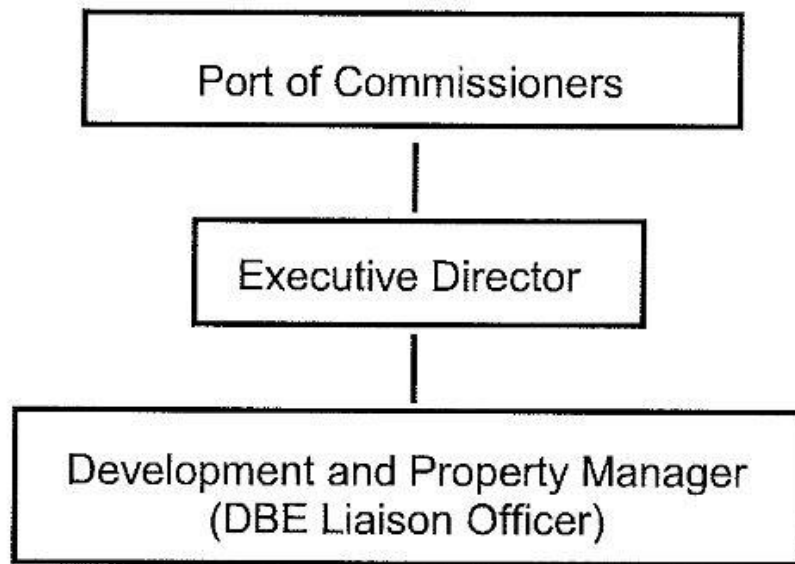 Port of Commissioners
Executive Director
Development and Property Manager
(DBE Liaison Officer)